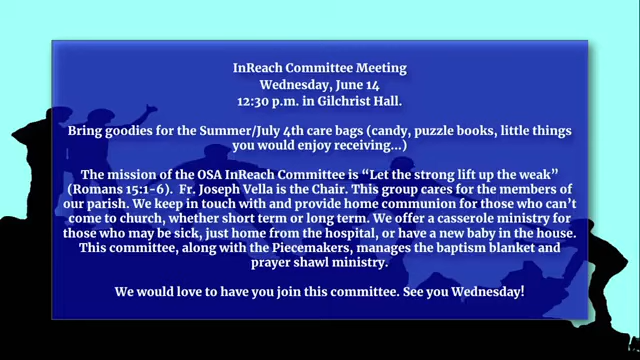 InReach Committee Meeting
Wednesday, June 14
12:30 p.m. in Gilchrist Hall.
Bring goodies for the Summer/July 4th care bags (candy, puzzle books, little things
you would enjoy receiving...)
The mission of the OSA InReach Committee is “Let the strong lift up the weak”
(Romans 15:1-6).  Fr. Joseph Vella is the Chair. This group cares for the members of
our parish. We keep in touch with and provide home communion for those who can’t
come to church, whether short term or long term. We offer a casserole ministry for
those who may be sick, just home from the hospital, or have a new baby in the house.
This committee, along with the Piecemakers, manages the baptism blanket and
prayer shawl ministry.
We would love to have you join this committee. See you Wednesday!